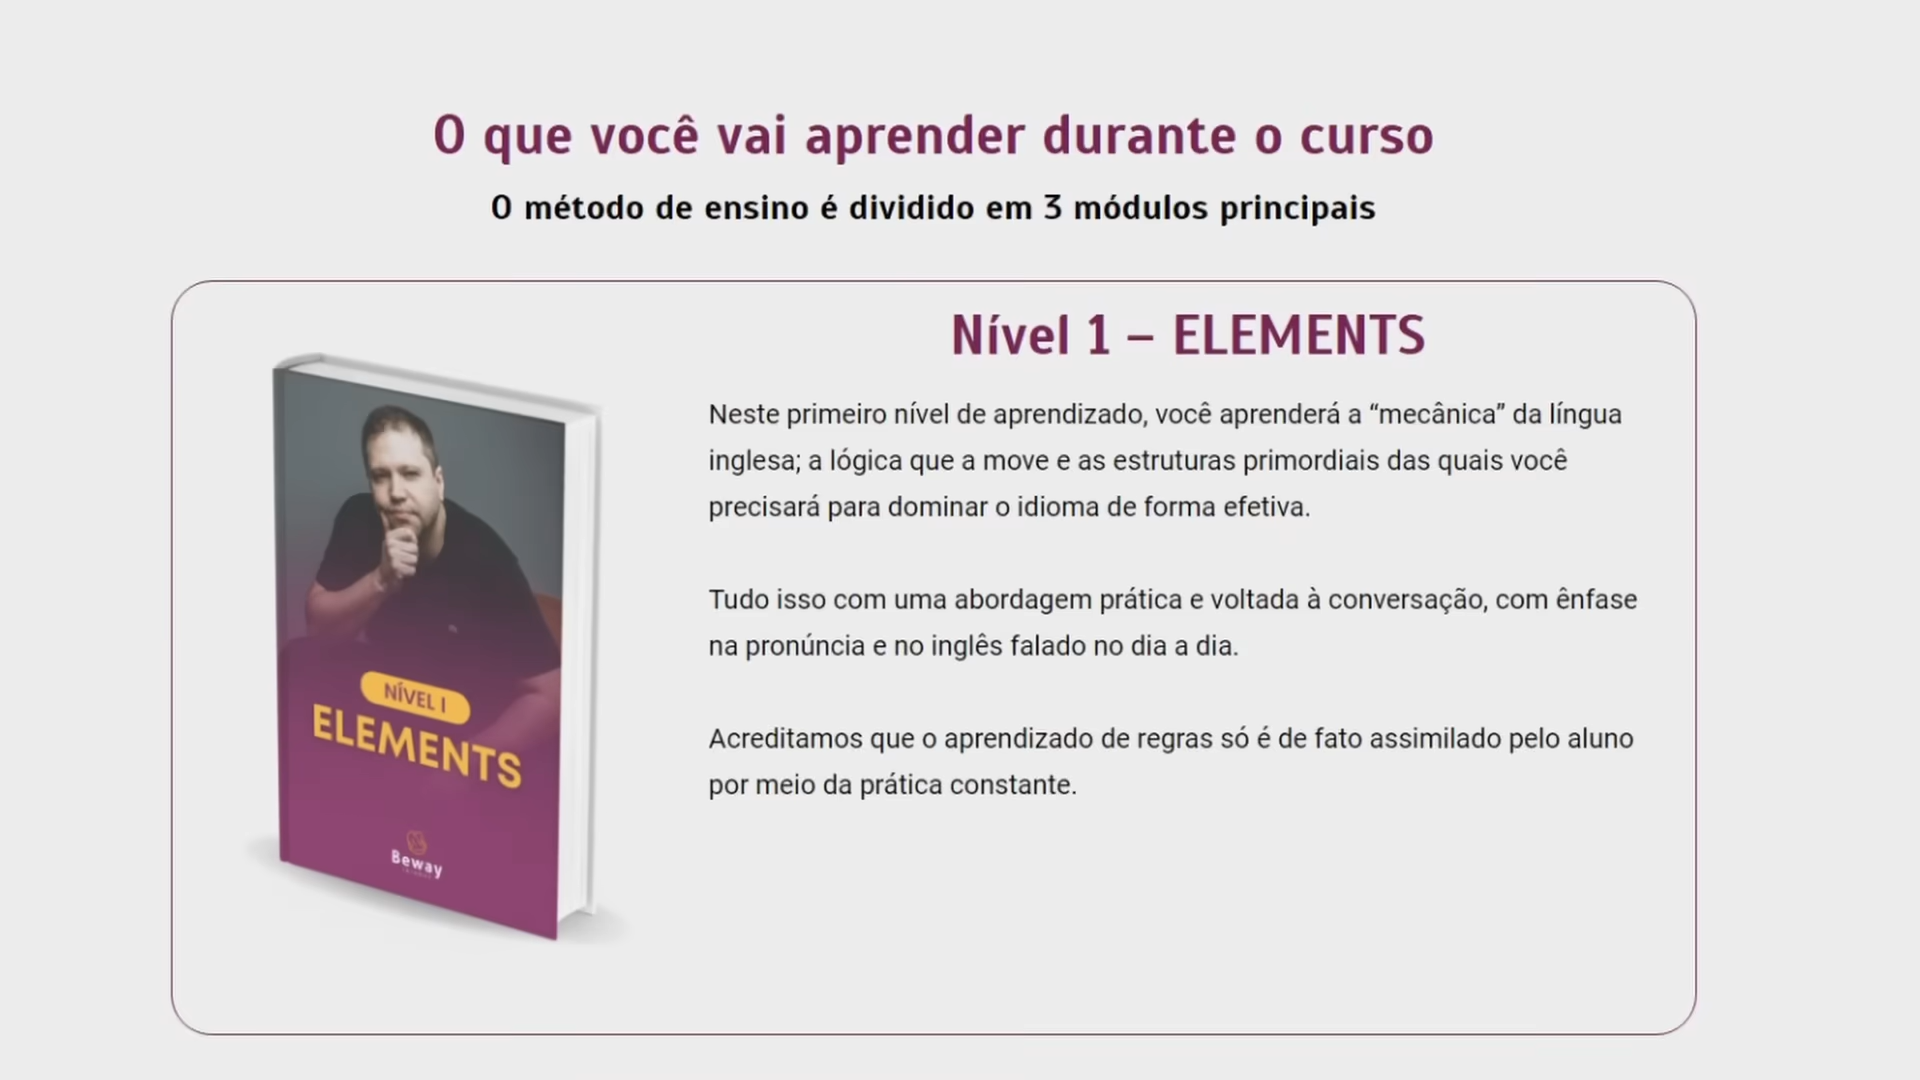 O que você vai aprender durante o curso
O método de ensino é dividido em 3 módulos principais
Nível 1 – ELEMENTS
Neste primeiro nível de aprendizado, você aprenderá a “mecânica” da língua
inglesa; a lógica que a move e as estruturas primordiais das quais você
precisará para dominar o idioma de forma efetiva.
Tudo isso com uma abordagem prática e voltada à conversação, com ênfase
na pronúncia e no inglês falado no dia a dia.
Acreditamos que o aprendizado de regras só é de fato assimilado pelo aluno
por meio da prática constante.
NÍVEL I
ELEMENTS
Beway